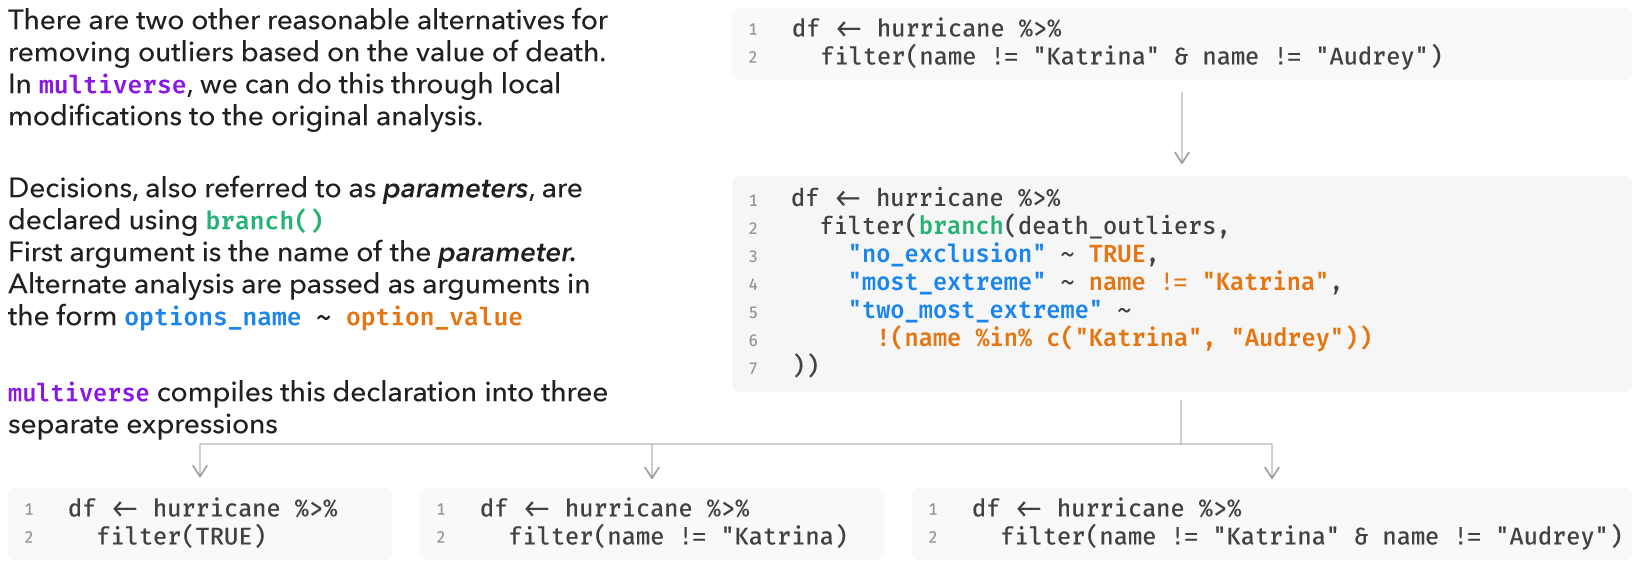 There are two other reasonable alternatives for
removing outliers based on the value of death.
In multiverse, we can do this through local
modifications to the original analysis.
1 df <- hurricane %>%
2 filter(name != "Katrina" & name != "Audrey")
Decisions, also referred to as parameters, are
declared using branch()
First argument is the name of the parameter.
Alternate analysis are passed as arguments in
the form options_name ~ option_value
1 df <- hurricane %>%
2 filter(branch(death_outliers,
3 "no_exclusion" ~ TRUE,
4 "most_extreme" ~ name != "Katrina",
5 "two_most_extreme" ~
6 !(name %in% c("Katrina", "Audrey"))
7 ))
multiverse compiles this declaration into three
separate expressions
1 df <- hurricane %>%
2 filter(TRUE)
1 df <- hurricane %>%
2 filter(name != "Katrina)
1 df <- hurricane %>%
2 filter(name != "Katrina" & name != "Audrey")